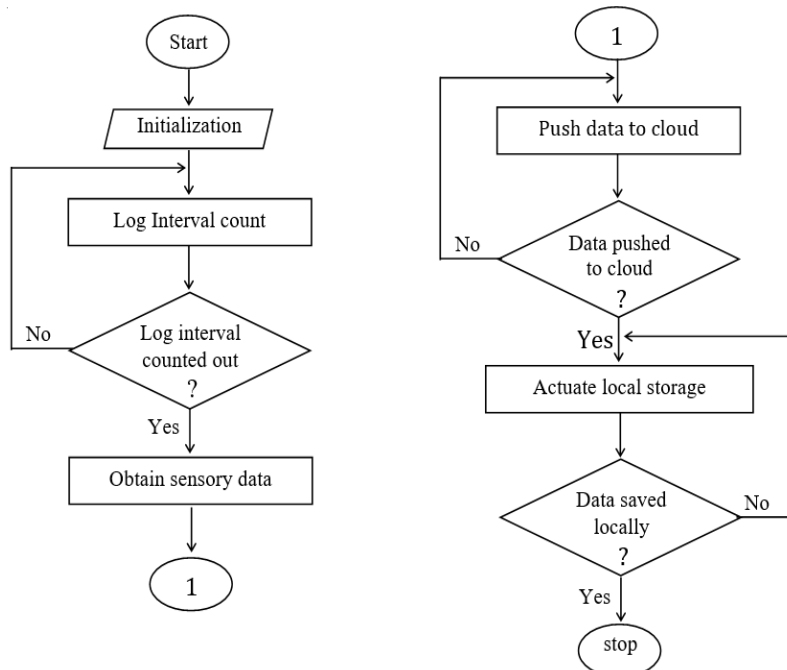 Start
Initialization
Log Interval count
No
Log interval
counted out
?
Yes
Obtain sensory data
1
1
Push data to cloud
No
Data pushed
to cloud
?
Yes
Actuate local storage
Data saved
locally
?
No
Yes
stop